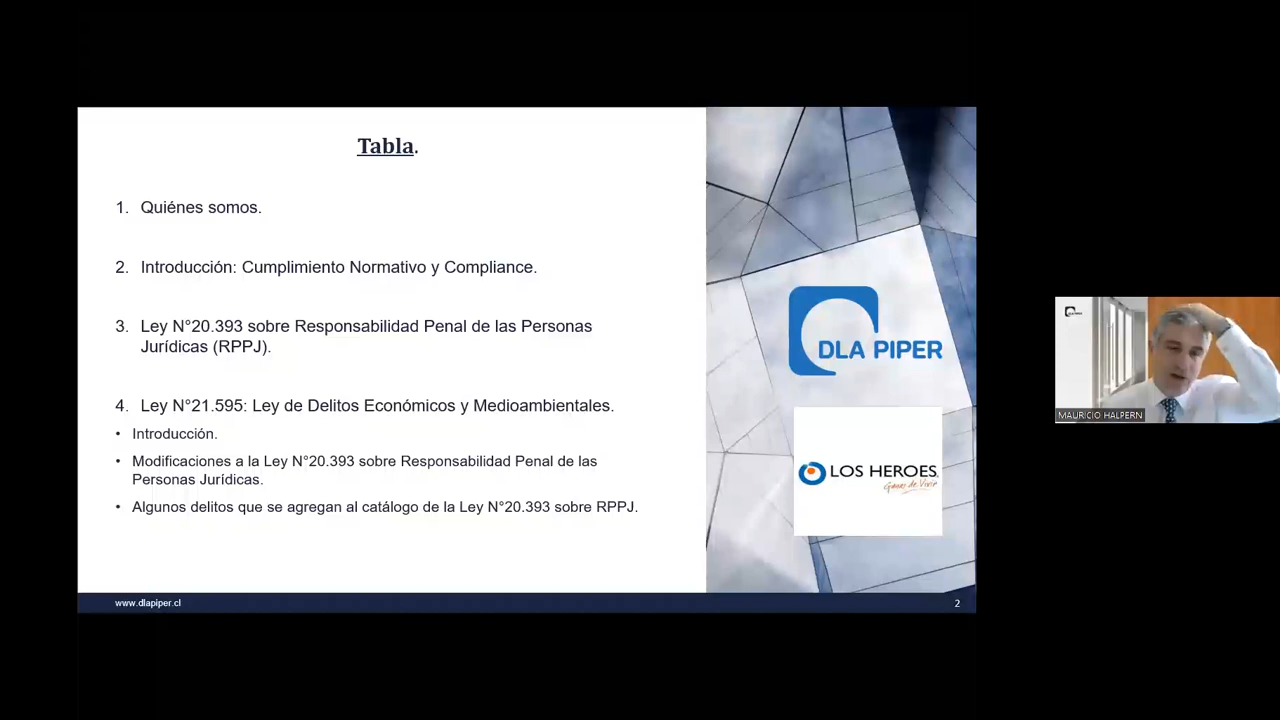 Tabla.
1. Quiénes somos.
2. Introducción: Cumplimiento Normativo y Compliance.
3. Ley N°20.393 sobre Responsabilidad Penal de las Personas
Jurídicas (RPPJ).
4. Ley N°21.595: Ley de Delitos Económicos y Medioambientales.
• Introducción.
• Modificaciones a la Ley N°20.393 sobre Responsabilidad Penal de las
Personas Jurídicas.
• Algunos delitos que se agregan al catálogo de la Ley N°20.393 sobre RPPJ.
DLA PIPER
LOS HEROES
Ganas de Vivir
www.dlapiper.cl
2
MAURICIO HALPERN